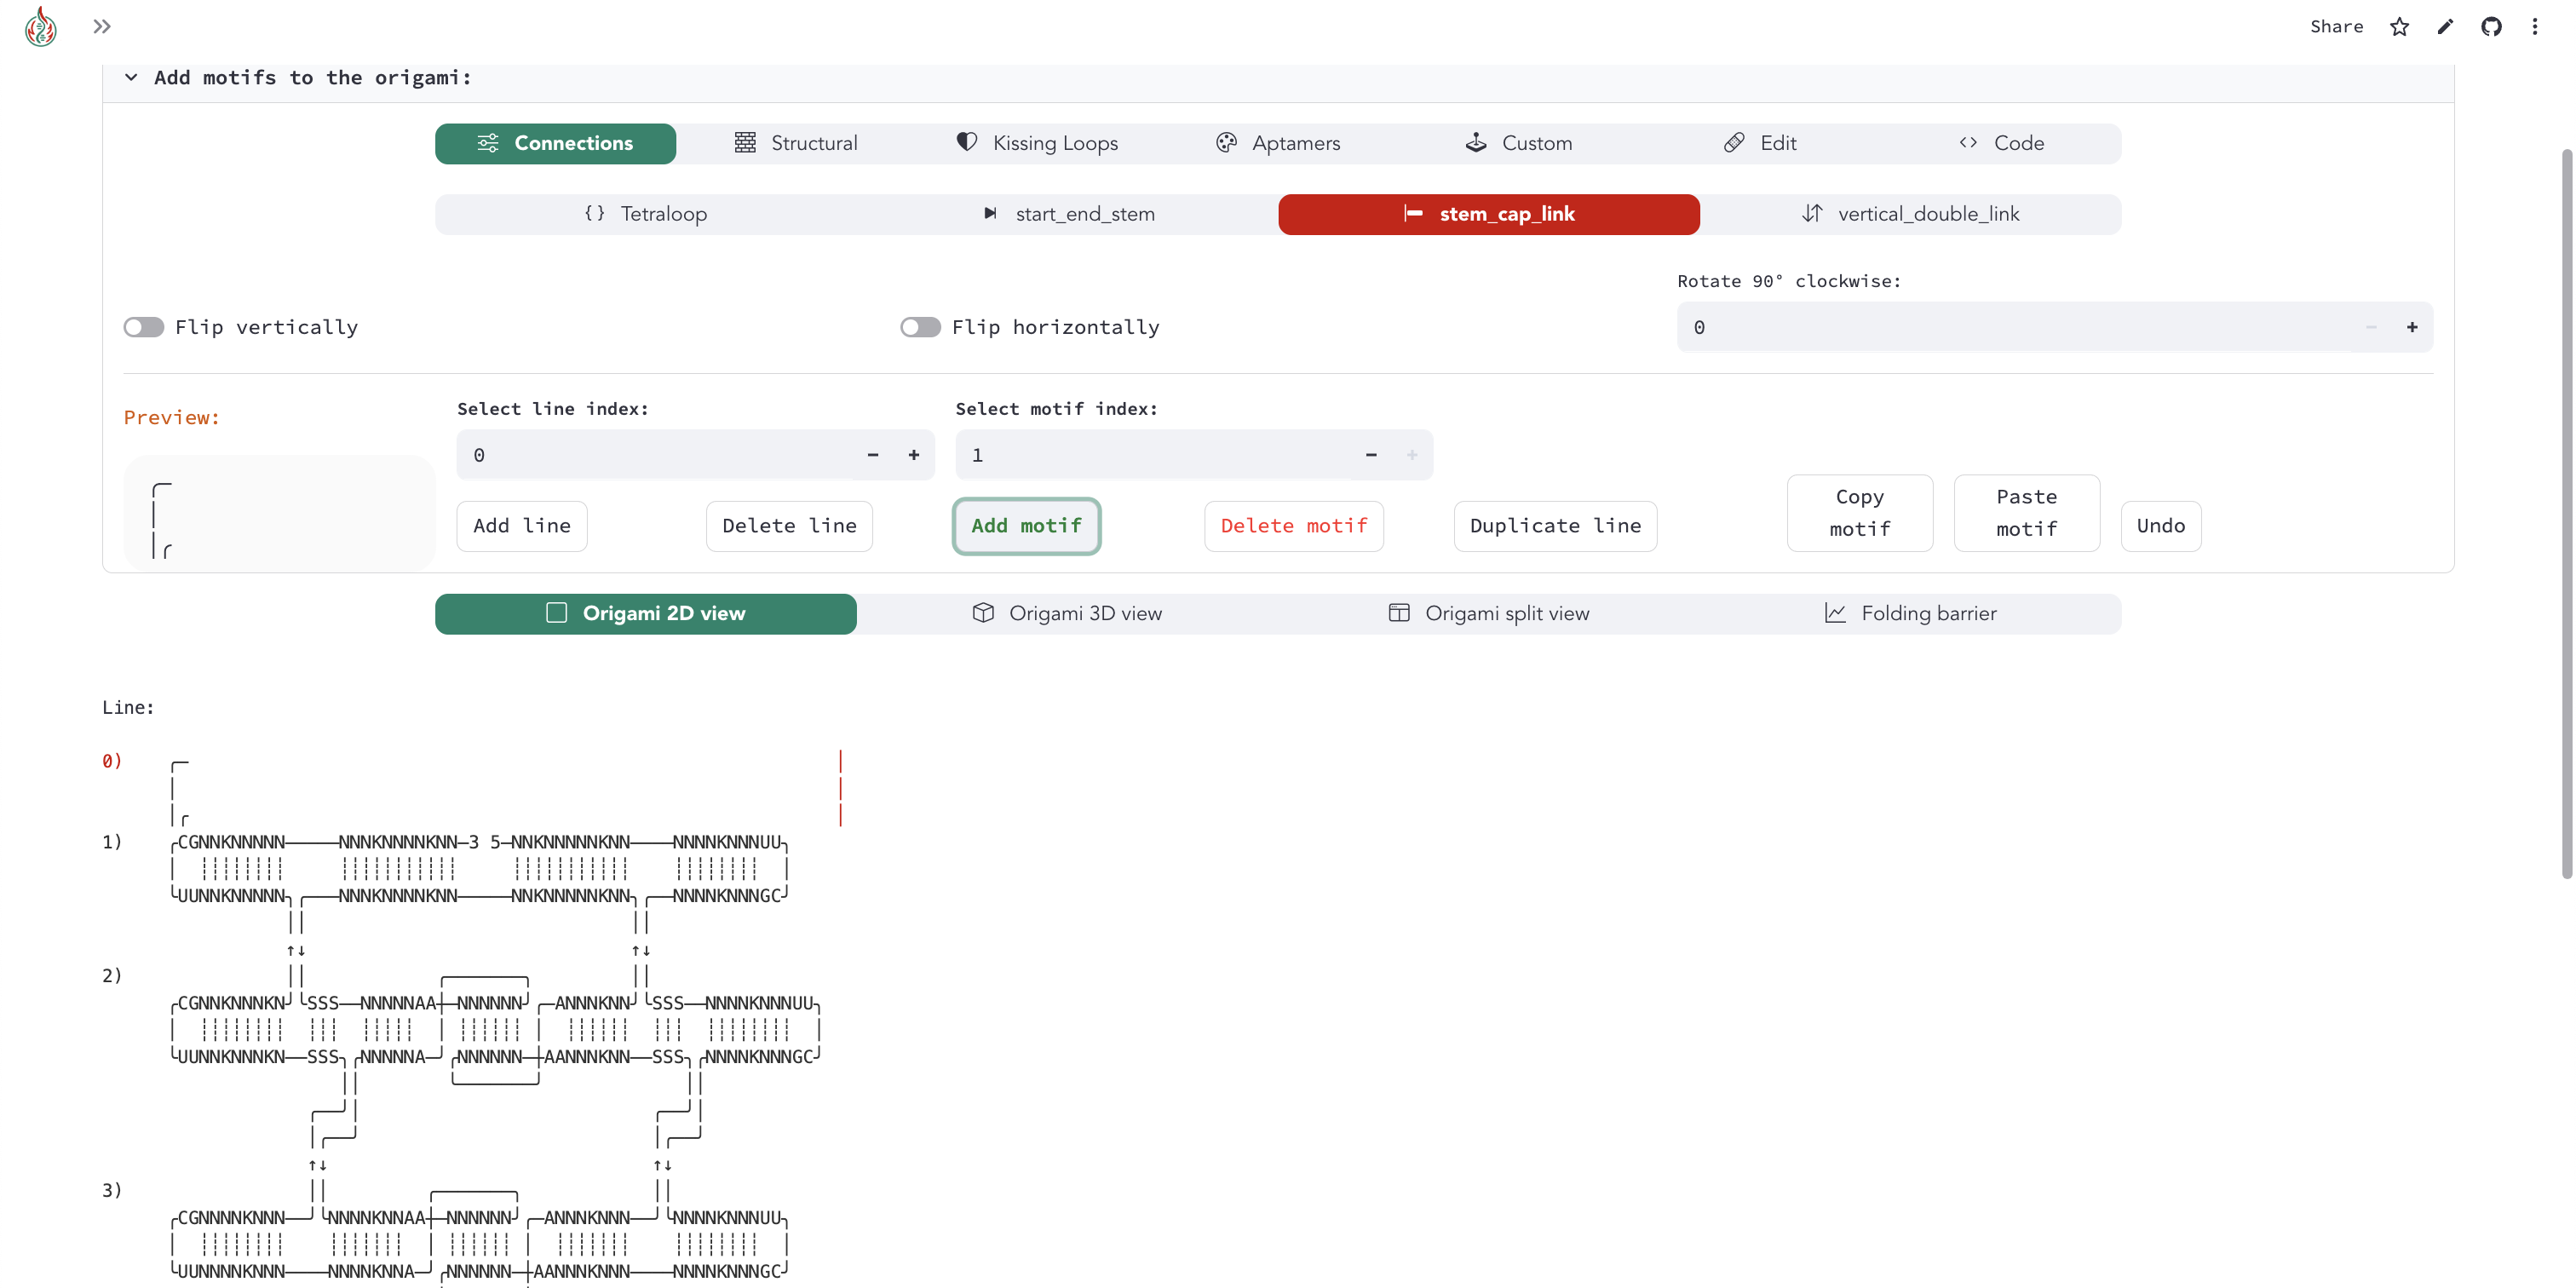 Share
Add motifs to the origami:
Connections Structural Kissing Loops Aptamers Custom Edit Code
Tetraloop start_end_stem stem_cap_link vertical_double_link
Rotate 90° clockwise:
Flip vertically Flip horizontally 0 - +
Preview: Select line index: Select motif index:
0 - + 1 - +
Add line Delete line Add motif Delete motif Duplicate line Copy motif Paste motif Undo
Origami 2D view Origami 3D view Origami split view Folding barrier
Line:
0) ╭─
│
│╭
1) ╭CGNNKNNNNN─────NNNKNNNNKNN─3 5─NNKNNNNNKNN────NNNNKNNNUU╮
│ ┊┊┊┊┊┊┊┊ ┊┊┊┊┊┊┊┊┊┊┊ ┊┊┊┊┊┊┊┊┊┊┊ ┊┊┊┊┊┊┊┊ │
╰UUNNKNNNNN╮╭───NNNKNNNNKNN─────NNKNNNNNKNN╮╭──NNNNKNNNGC╯
││ ││
↑↓ ↑↓
2) ││ ╭───────╮ ││
╭CGNNKNNNKN╯╰SSS──NNNNNAA┼─NNNNNN╯╭─ANNNKNN╯╰SSS──NNNNKNNNUU╮
│ ┊┊┊┊┊┊┊┊ ┊┊┊ ┊┊┊┊┊ │ ┊┊┊┊┊┊ │ ┊┊┊┊┊┊ ┊┊┊ ┊┊┊┊┊┊┊┊ │
╰UUNNKNNNKN──SSS╮╭NNNNNA─╯╭NNNNNN─┼AANNNKNN──SSS╮╭NNNNKNNNGC╯
││ ╰───────╯ ││
╭──╯│ ╭──╯│
│╭──╯ │╭──╯
↑↓ ↑↓
3) ││ ╭───────╮ ││
╭CGNNNNKNNN──╯╰NNNNKNNAA┼─NNNNNN╯╭─ANNNKNNN──╯╰NNNNKNNNUU╮
│ ┊┊┊┊┊┊┊┊ ┊┊┊┊┊┊┊ │ ┊┊┊┊┊┊ │ ┊┊┊┊┊┊┊ ┊┊┊┊┊┊┊┊ │
╰UUNNNNKNNN────NNNNKNNA─╯╭NNNNNN─┼AANNNKNNN────NNNNKNNNGC╯